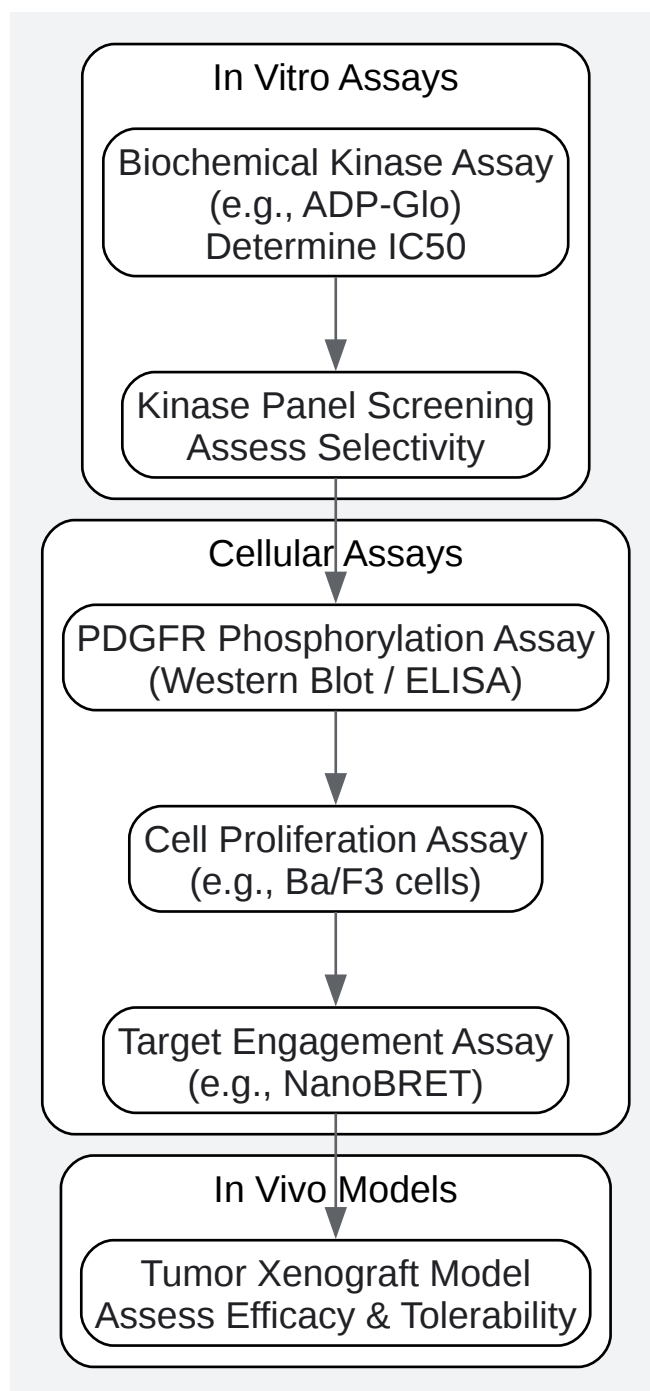 In Vitro Assays
Biochemical Kinase Assay
(e.g., ADP-Glo)
Determine IC50
Kinase Panel Screening
Assess Selectivity
Cellular Assays
PDGFR Phosphorylation Assay
(Western Blot / ELISA)
Cell Proliferation Assay
(e.g., Ba/F3 cells)
Target Engagement Assay
(e.g., NanoBRET)
In Vivo Models
Tumor Xenograft Model
Assess Efficacy & Tolerability